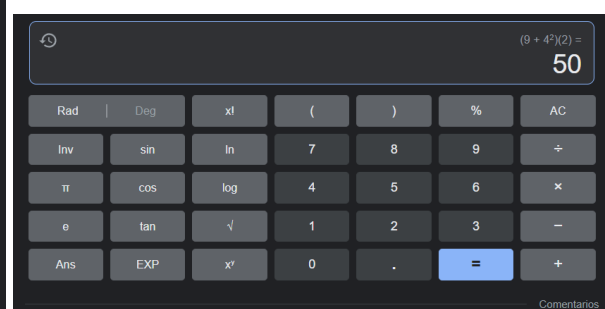 (9 + 4²)(2) =
50
Rad | Deg x! ( ) % AC
Inv sin ln 7 8 9 ÷
π cos log 4 5 6 ×
e tan √ 1 2 3 −
Ans EXP xʸ 0 . = +
Comentarios